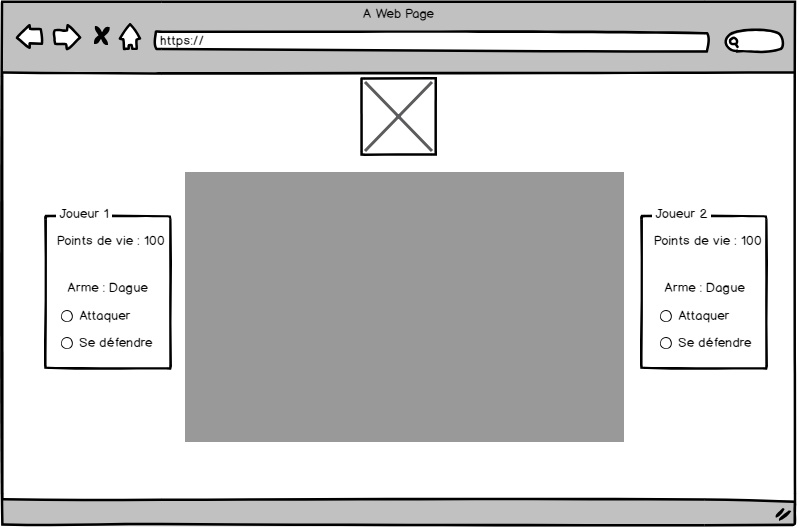 A Web Page
https://
Joueur 1
Points de vie : 100
Arme : Dague
Attaquer
Se défendre
Joueur 2
Points de vie : 100
Arme : Dague
Attaquer
Se défendre